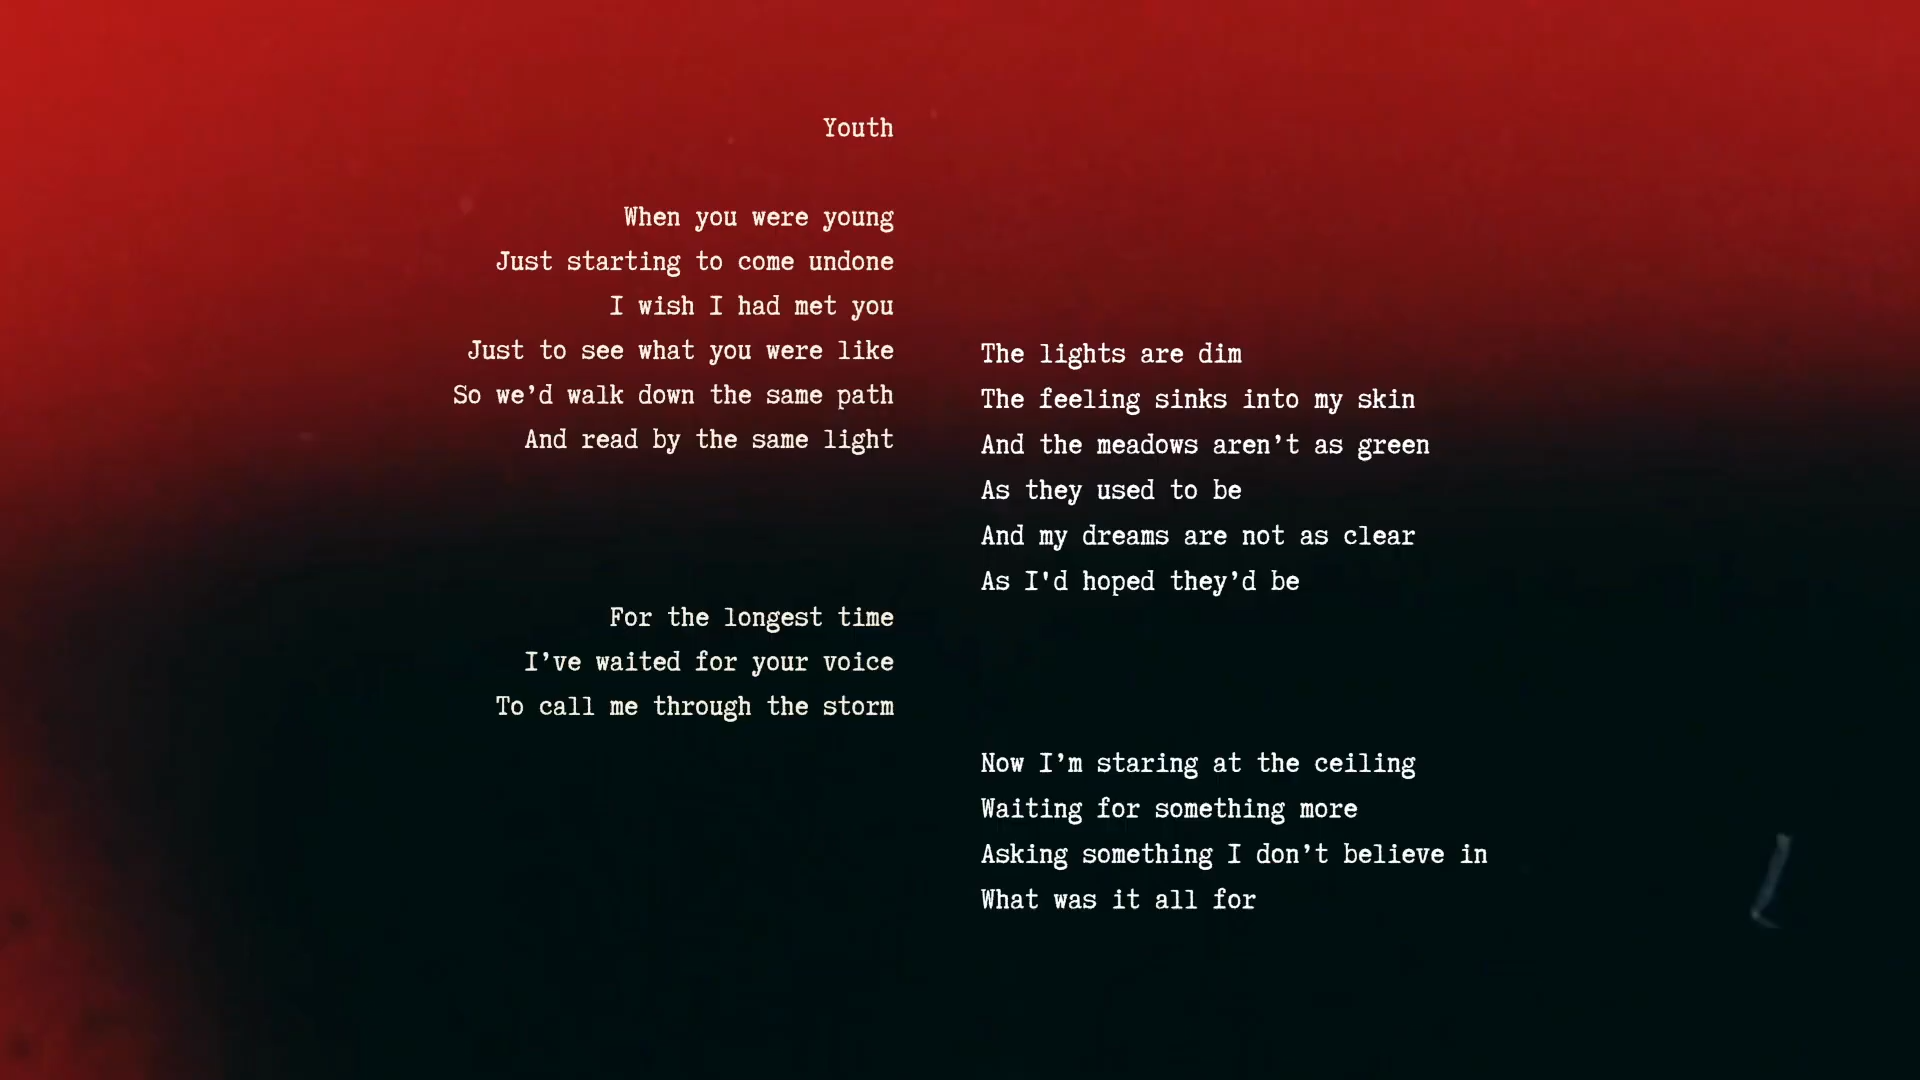 Youth
When you were young
Just starting to come undone
I wish I had met you
Just to see what you were like
So we’d walk down the same path
And read by the same light
For the longest time
I’ve waited for your voice
To call me through the storm
The lights are dim
The feeling sinks into my skin
And the meadows aren’t as green
As they used to be
And my dreams are not as clear
As I'd hoped they’d be
Now I’m staring at the ceiling
Waiting for something more
Asking something I don’t believe in
What was it all for